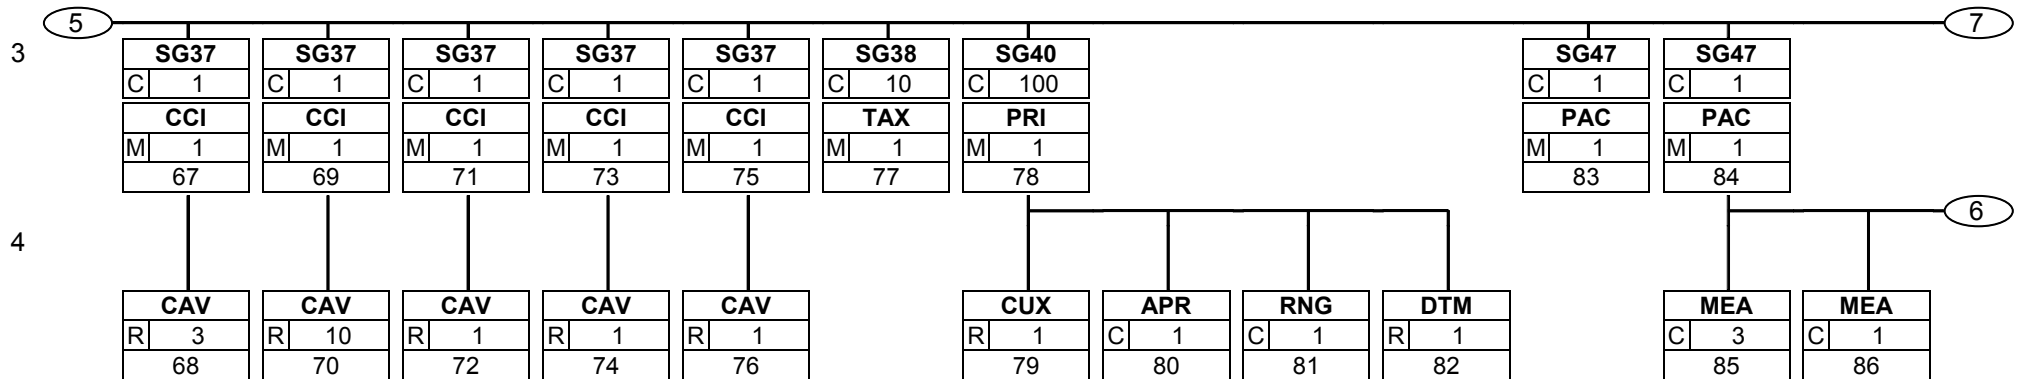 5 7
3
SG37 SG37 SG37 SG37 SG37 SG38 SG40 SG47 SG47
C 1 C 1 C 1 C 1 C 1 C 10 C 100 C 1 C 1
CCI CCI CCI CCI CCI TAX PRI PAC PAC
M 1 M 1 M 1 M 1 M 1 M 1 M 1 M 1 M 1
67 69 71 73 75 77 78 83 84
6
4
CAV CAV CAV CAV CAV CUX APR RNG DTM MEA MEA
R 3 R 10 R 1 R 1 R 1 R 1 C 1 C 1 R 1 C 3 C 1
68 70 72 74 76 79 80 81 82 85 86